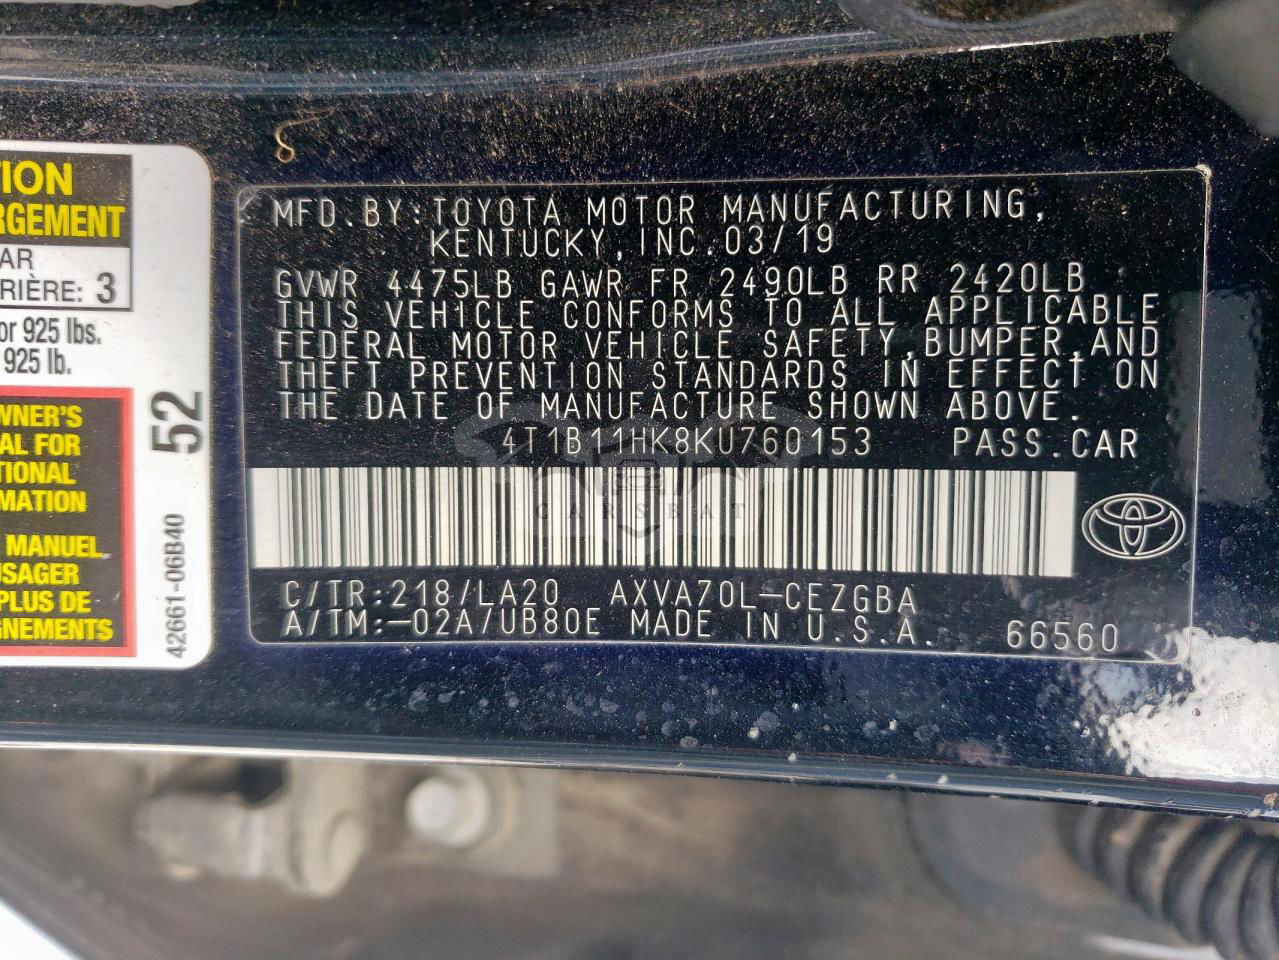 TION
RGEMENT
AR
RIÈRE: 3
or 925 lbs.
925 lb.
WNER'S
AL FOR
TIONAL
MATION
MANUEL
USAGER
PLUS DE
GNEMENTS
52
42661-06B40
MFD.BY:TOYOTA MOTOR MANUFACTURING,
KENTUCKY,INC.03/19
GVWR 4475LB GAWR FR 2490LB RR 2420LB
THIS VEHICLE CONFORMS TO ALL APPLICABLE
FEDERAL MOTOR VEHICLE SAFETY,BUMPER,AND
THEFT PREVENTION STANDARDS IN EFFECT ON
THE DATE OF MANUFACTURE SHOWN ABOVE.
4T1B11HK8KU760153 PASS.CAR
CARSBAT
C/TR:218/LA20 AXVA70L-CEZGBA
A/TM:-02A/UB80E MADE IN U.S.A. 66560